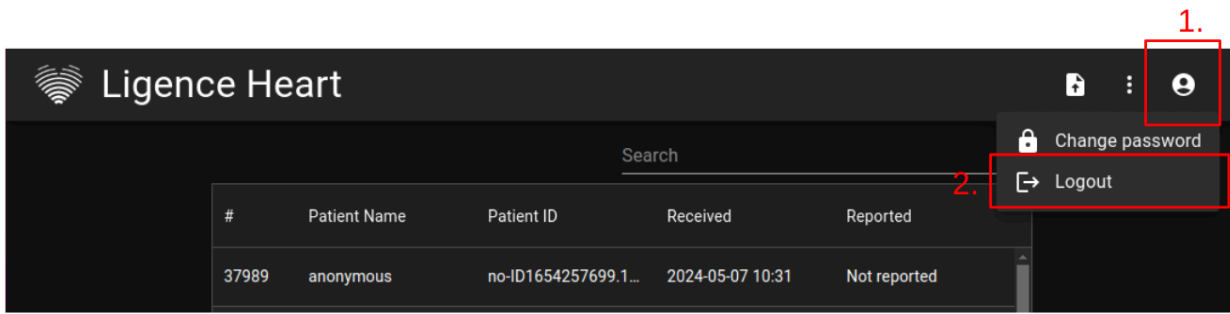 1.
Ligence Heart
Change password
Search
2.
Logout
# Patient Name Patient ID Received Reported
37989 anonymous no-ID1654257699.1... 2024-05-07 10:31 Not reported